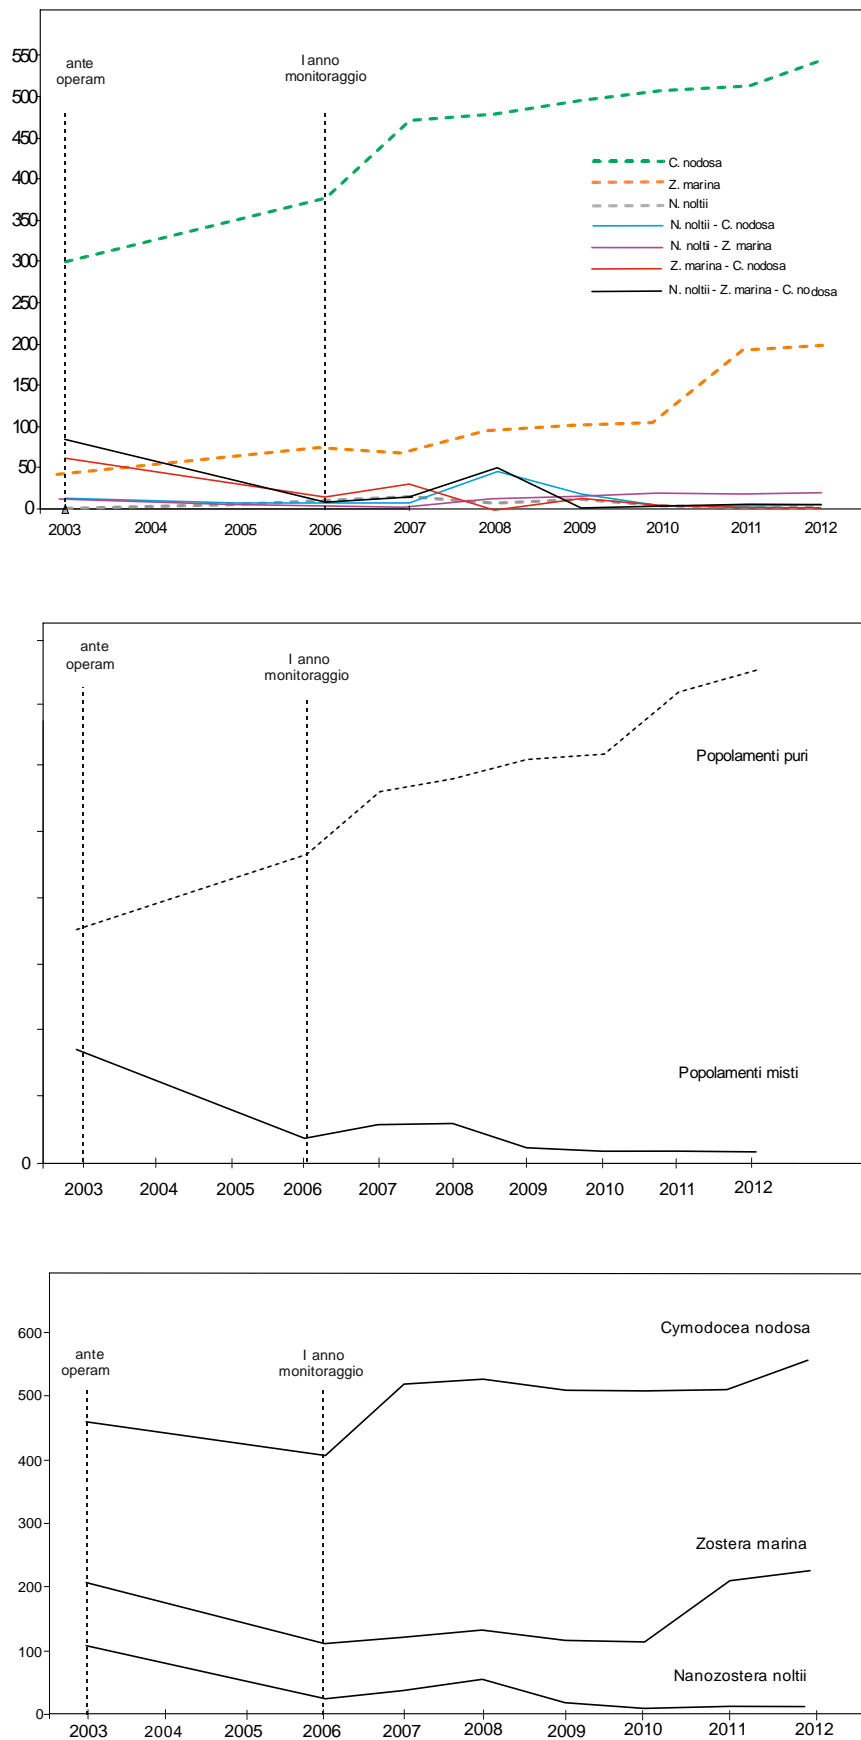 550
500
450
400
350
300
250
200
150
100
50
0
ante
operam
I anno
monitoraggio
C. nodosa
Z. marina
N. noltii
N. noltii - C. nodosa
N. noltii - Z. marina
Z. marina - C. nodosa
N. noltii - Z. marina - C. nodosa
2003 2004 2005 2006 2007 2008 2009 2010 2011 2012
ante
operam
I anno
monitoraggio
Popolamenti puri
Popolamenti misti
0
2003 2004 2005 2006 2007 2008 2009 2010 2011 2012
600
500
400
300
200
100
0
ante
operam
I anno
monitoraggio
Cymodocea nodosa
Zostera marina
Nanozostera noltii
2003 2004 2005 2006 2007 2008 2009 2010 2011 2012